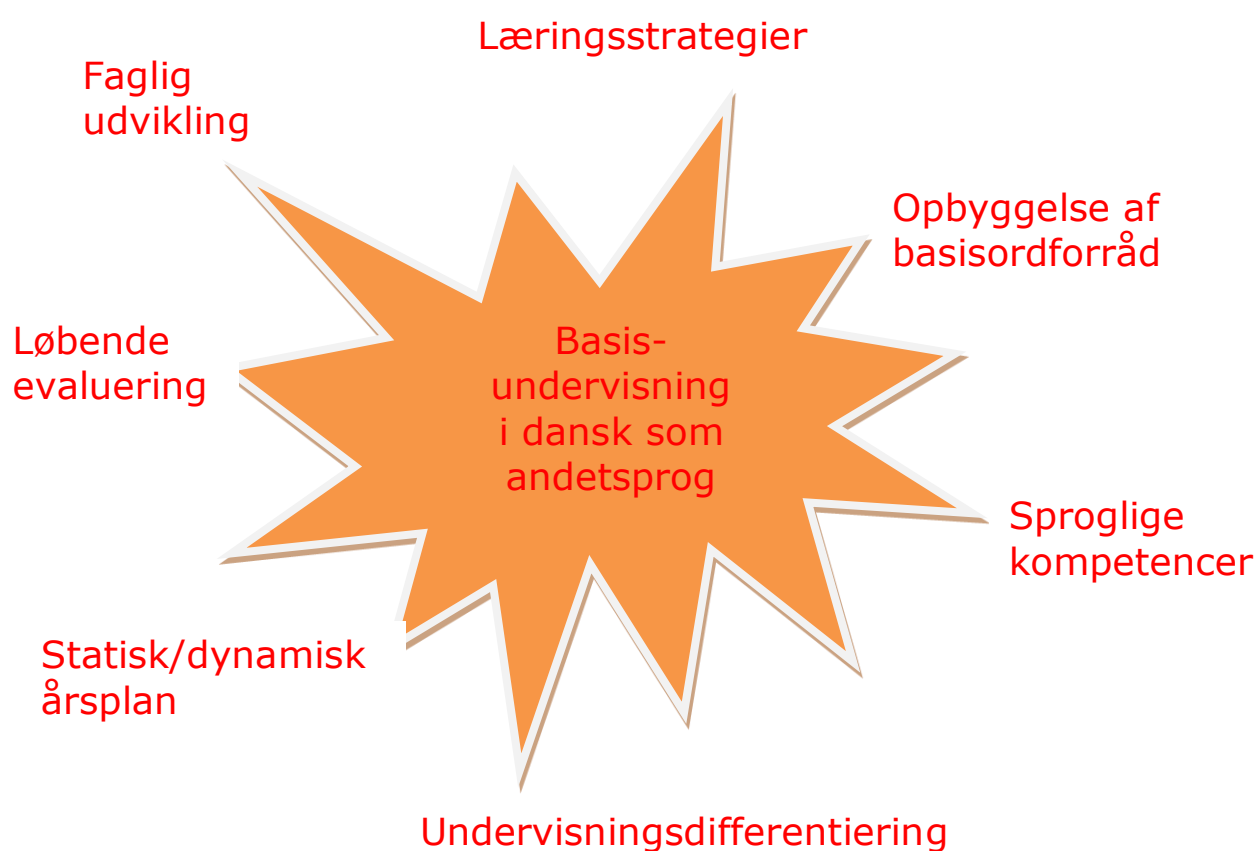 Læringsstrategier
Faglig
udvikling
Opbyggelse af
basisordforråd
Løbende
evaluering
Basis-
undervisning
i dansk som
andetsprog
Sproglige
kompetencer
Statisk/dynamisk
årsplan
Undervisningsdifferentiering